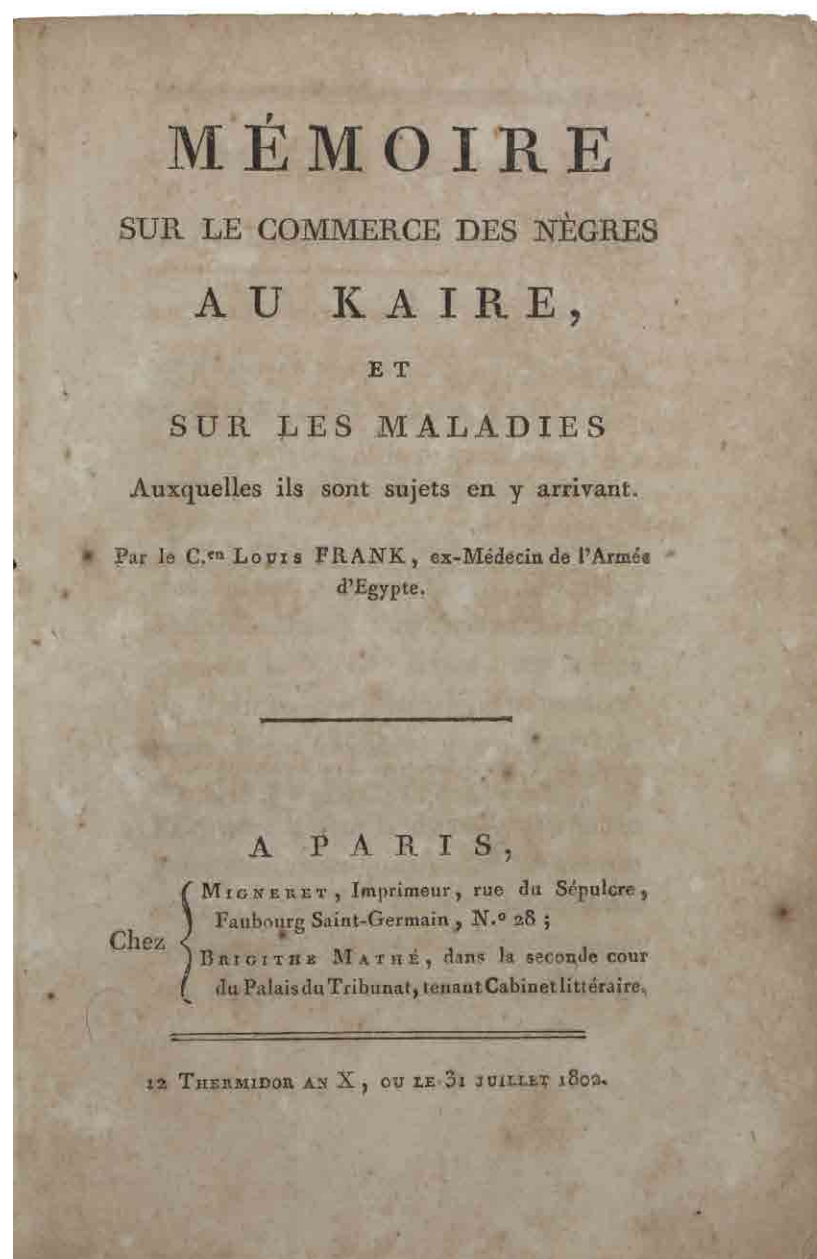 MÉMOIRE
SUR LE COMMERCE DES NÈGRES
AU KAIRE,
ET
SUR LES MALADIES
Auxquelles ils sont sujets en y arrivant.
Par le C.en Louis FRANK, ex-Médecin de l'Armée
d'Egypte.
A PARIS,
Chez
MIGNERET, Imprimeur, rue du Sépulcre,
Faubourg Saint-Germain, N.o 28;
BRIGITHE MATHÉ, dans la seconde cour
du Palais du Tribunat, tenant Cabinet littéraire.
12 THERMIDOR AN X, OU LE 31 JUILLET 1802.